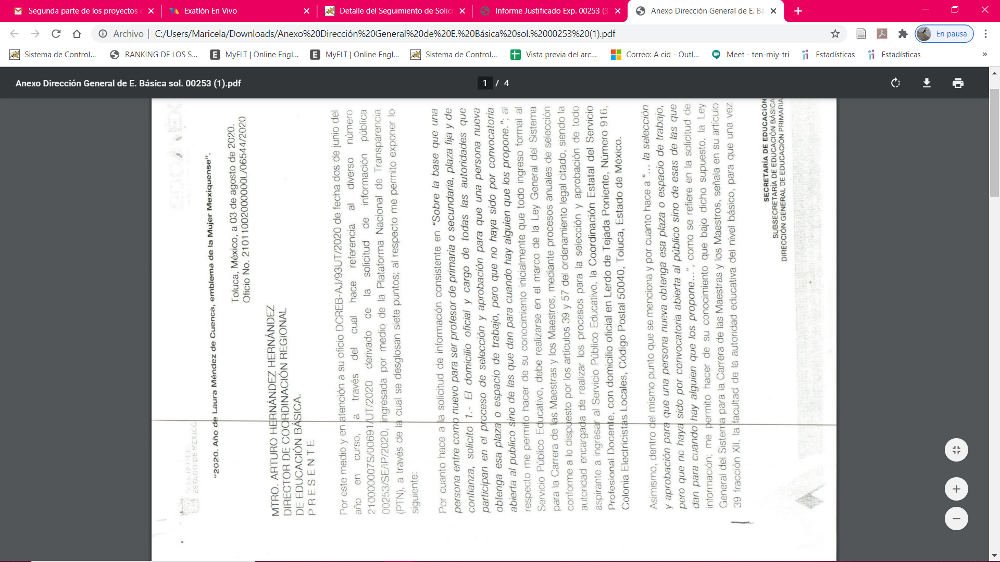 Segunda parte de los proyectos
Exatlón En Vivo
Detalle del Seguimiento de Solici
Informe Justificado Exp. 00253 (3
Anexo Dirección General de E. Bá
Archivo
C:/Users/Maricela/Downloads/Anexo%20Dirección%20General%20de%20E.%20Básica%20sol.%2000253%20(1).pdf
En pausa
Sistema de Control...
RANKING DE LOS S...
MyELT | Online Engl...
MyELT | Online Engl...
Sistema de Control...
Vista previa del arc...
Correo: A cid - Outl...
Meet - ten-rniy-tri
Estadísticas
Estadísticas
»
Anexo Dirección General de E. Básica sol. 00253 (1).pdf
1 / 4
ESTADO DE MÉXICO
“2020. Año de Laura Méndez de Cuenca, emblema de la Mujer Mexiquense”.
Toluca, México, a 03 de agosto de 2020.
Oficio No. 210110020000000L/06544/2020
MTRO. ARTURO HERNÁNDEZ HERNÁNDEZ
DIRECTOR DE COORDINACIÓN REGIONAL
DE EDUCACIÓN BÁSICA.
P R E S E N T E
Por este medio y en atención a su oficio DCREB-AJ/93UT/2020 de fecha dos de junio del
año en curso, a través del cual hace referencia al diverso número
210000007S/00691/UT/2020 derivado de la solicitud de información pública
00253/SE/IP/2020, ingresada por medio de la Plataforma Nacional de Transparencia
(PTN), a través de la cual se desglosan siete puntos; al respecto me permito exponer lo
siguiente:
Por cuanto hace a la solicitud de información consistente en “Sobre la base que una
persona entre como nuevo para ser profesor de primaria o secundaria, plaza fija y de
confianza, solicito 1.- El domicilio oficial y cargo de todas las autoridades que
participan en el proceso de selección y aprobación para que una persona nueva
obtenga esa plaza o espacio de trabajo, pero que no haya sido por convocatoria
abierta al publico sino de las que dan para cuando hay alguien que los propone.”; al
respecto me permito hacer de su conocimiento inicialmente que todo ingreso formal al
Servicio Público Educativo, debe realizarse en el marco de la Ley General del Sistema
para la Carrera de las Maestras y los Maestros, mediante procesos anuales de selección
conforme a lo dispuesto por los artículos 39 y 57 del ordenamiento legal citado, siendo la
autoridad encargada de realizar los procesos para la selección y aprobación de todo
aspirante a ingresar al Servicio Público Educativo, la Coordinación Estatal del Servicio
Profesional Docente, con domicilio oficial en Lerdo de Tejada Poniente, Número 916,
Colonia Electricistas Locales, Código Postal 50040, Toluca, Estado de México.
Asimismo, dentro del mismo punto que se menciona y por cuanto hace a “... la selección
y aprobación para que una persona nueva obtenga esa plaza o espacio de trabajo,
pero que no haya sido por convocatoria abierta al público sino de esas de las que
dan para cuando hay alguien que los propone...”, como se refiere en la solicitud de
información; me permito hacer de su conocimiento que bajo dicho supuesto, la Ley
General del Sistema para la Carrera de las Maestras y los Maestros, señala en su artículo
39 fracción XII, la facultad de la autoridad educativa del nivel básico, para que una vez
SECRETARÍA DE EDUCACIÓN
SUBSECRETARÍA DE EDUCACIÓN BÁSICA
DIRECCIÓN GENERAL DE EDUCACIÓN PRIMARIA